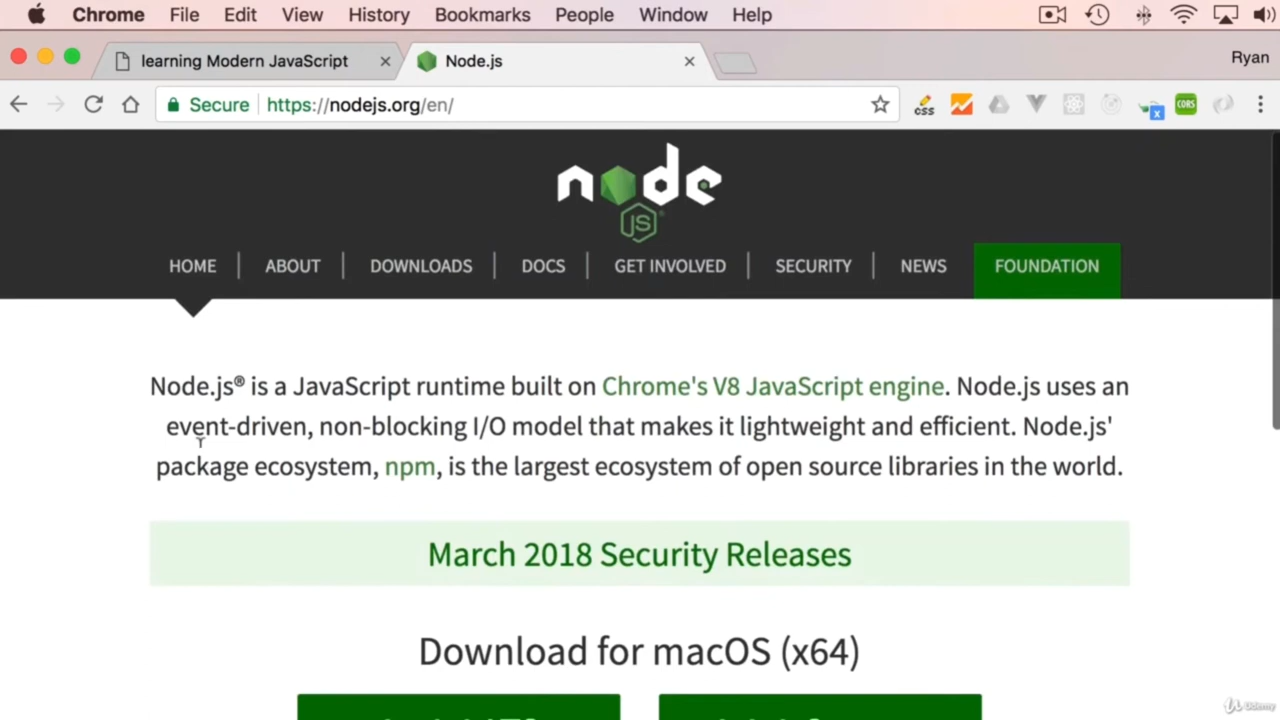 Chrome File Edit View History Bookmarks People Window Help
learning Modern JavaScript
Node.js
Ryan
Secure https://nodejs.org/en/
css
x
CORS
node
JS
HOME ABOUT DOWNLOADS DOCS GET INVOLVED SECURITY NEWS FOUNDATION
Node.js® is a JavaScript runtime built on Chrome's V8 JavaScript engine. Node.js uses an
event-driven, non-blocking I/O model that makes it lightweight and efficient. Node.js'
package ecosystem, npm, is the largest ecosystem of open source libraries in the world.
March 2018 Security Releases
Download for macOS (x64)
Udemy